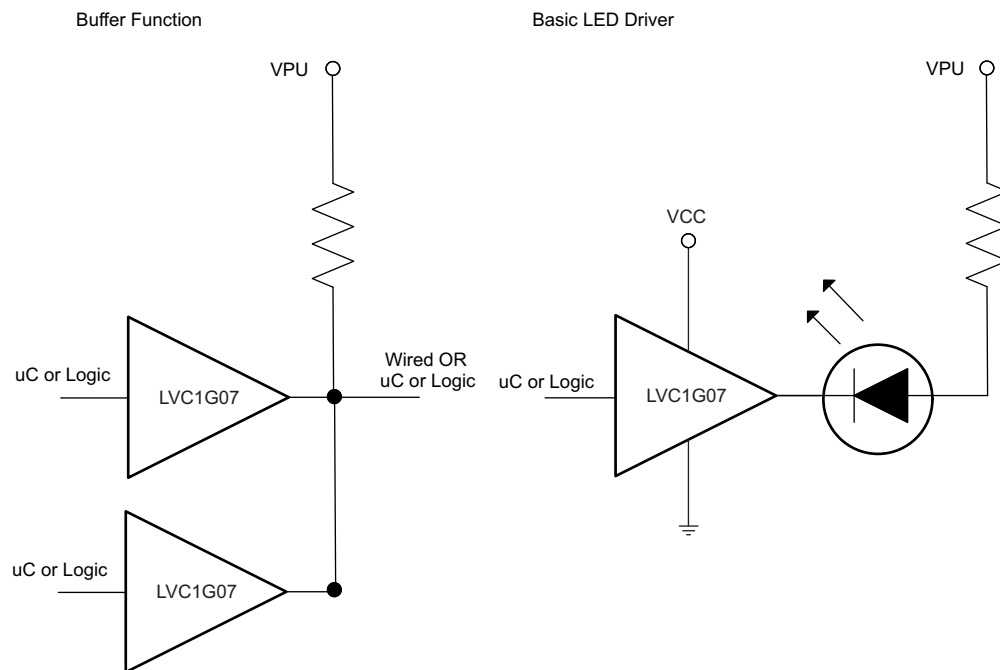 Buffer Function
VPU
uC or Logic
LVC1G07
Wired OR
uC or Logic
uC or Logic
LVC1G07
Basic LED Driver
VPU
VCC
uC or Logic
LVC1G07